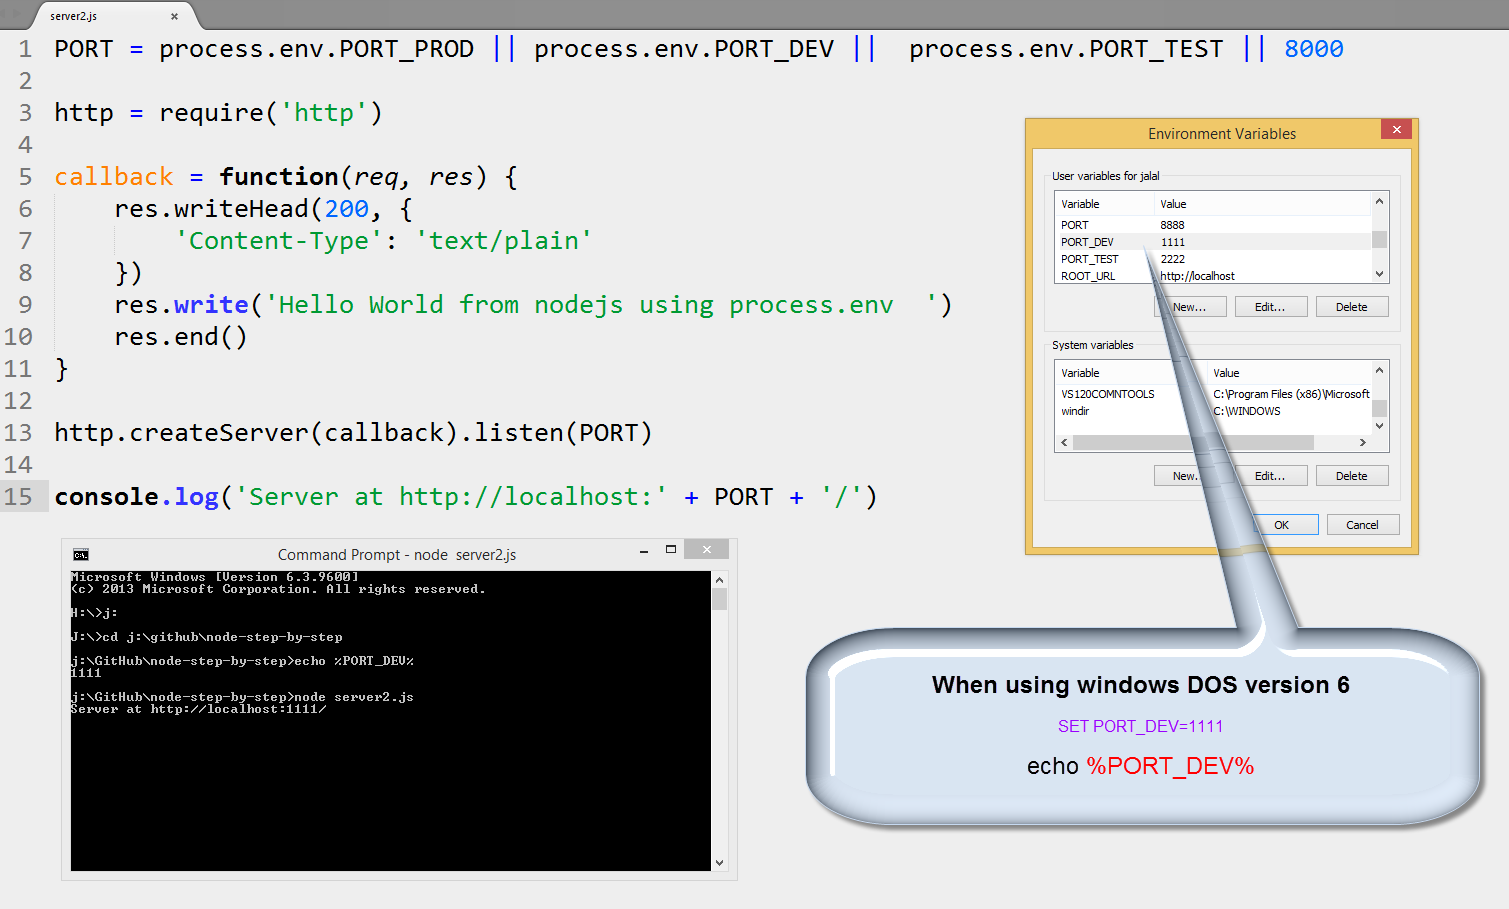 server2.js
1 PORT = process.env.PORT_PROD || process.env.PORT_DEV ||  process.env.PORT_TEST || 8000
2
3 http = require('http')
4
5 callback = function(req, res) {
6     res.writeHead(200, {
7         'Content-Type': 'text/plain'
8     })
9     res.write('Hello World from nodejs using process.env  ')
10     res.end()
11 }
12
13 http.createServer(callback).listen(PORT)
14
15 console.log('Server at http://localhost:' + PORT + '/')
Environment Variables
User variables for jalal
Variable Value
PORT 8888
PORT_DEV 1111
PORT_TEST 2222
ROOT_URL http://localhost
New... Edit... Delete
System variables
Variable Value
VS120COMNTOOLS C:\Program Files (x86)\Microsoft
windir C:\WINDOWS
New. Edit... Delete
OK Cancel
Command Prompt - node  server2.js
Microsoft Windows [Version 6.3.9600]
(c) 2013 Microsoft Corporation. All rights reserved.
H:\>j:
J:\>cd j:\github\node-step-by-step
j:\GitHub\node-step-by-step>echo %PORT_DEV%
1111
j:\GitHub\node-step-by-step>node server2.js
Server at http://localhost:1111/
When using windows DOS version 6
SET PORT_DEV=1111
echo %PORT_DEV%